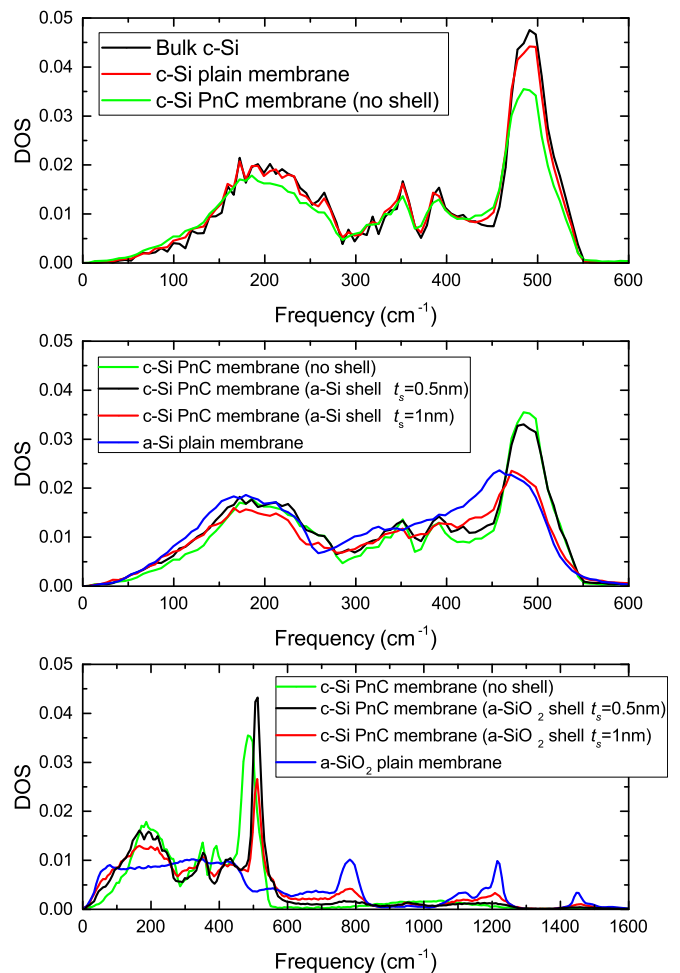 0.05
0.04
0.03
0.02
0.01
0.00
DOS
Bulk c-Si
c-Si plain membrane
c-Si PnC membrane (no shell)
0 100 200 300 400 500 600
Frequency (cm⁻¹)
0.05
0.04
0.03
0.02
0.01
0.00
DOS
c-Si PnC membrane (no shell)
c-Si PnC membrane (a-Si shell tₛ=0.5nm)
c-Si PnC membrane (a-Si shell tₛ=1nm)
a-Si plain membrane
0 100 200 300 400 500 600
Frequency (cm⁻¹)
0.05
0.04
0.03
0.02
0.01
0.00
DOS
c-Si PnC membrane (no shell)
c-Si PnC membrane (a-SiO₂ shell tₛ=0.5nm)
c-Si PnC membrane (a-SiO₂ shell tₛ=1nm)
a-SiO₂ plain membrane
0 200 400 600 800 1000 1200 1400 1600
Frequency (cm⁻¹)